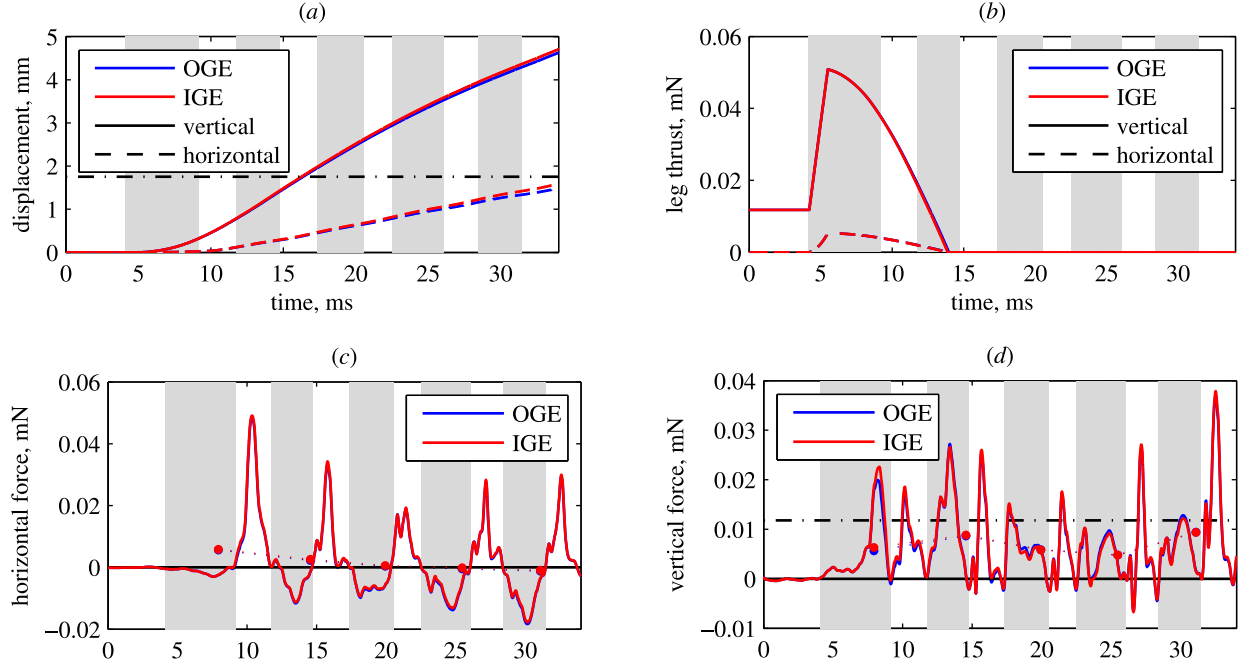 (a)
5
4
3
2
1
0
displacement, mm
OGE
IGE
vertical
horizontal
0 5 10 15 20 25 30
time, ms
(b)
0.06
0.04
0.02
0
leg thrust, mN
OGE
IGE
vertical
horizontal
0 5 10 15 20 25 30
time, ms
(c)
0.06
0.04
0.02
0
−0.02
horizontal force, mN
OGE
IGE
0 5 10 15 20 25 30
(d)
0.04
0.03
0.02
0.01
0
−0.01
vertical force, mN
OGE
IGE
0 5 10 15 20 25 30